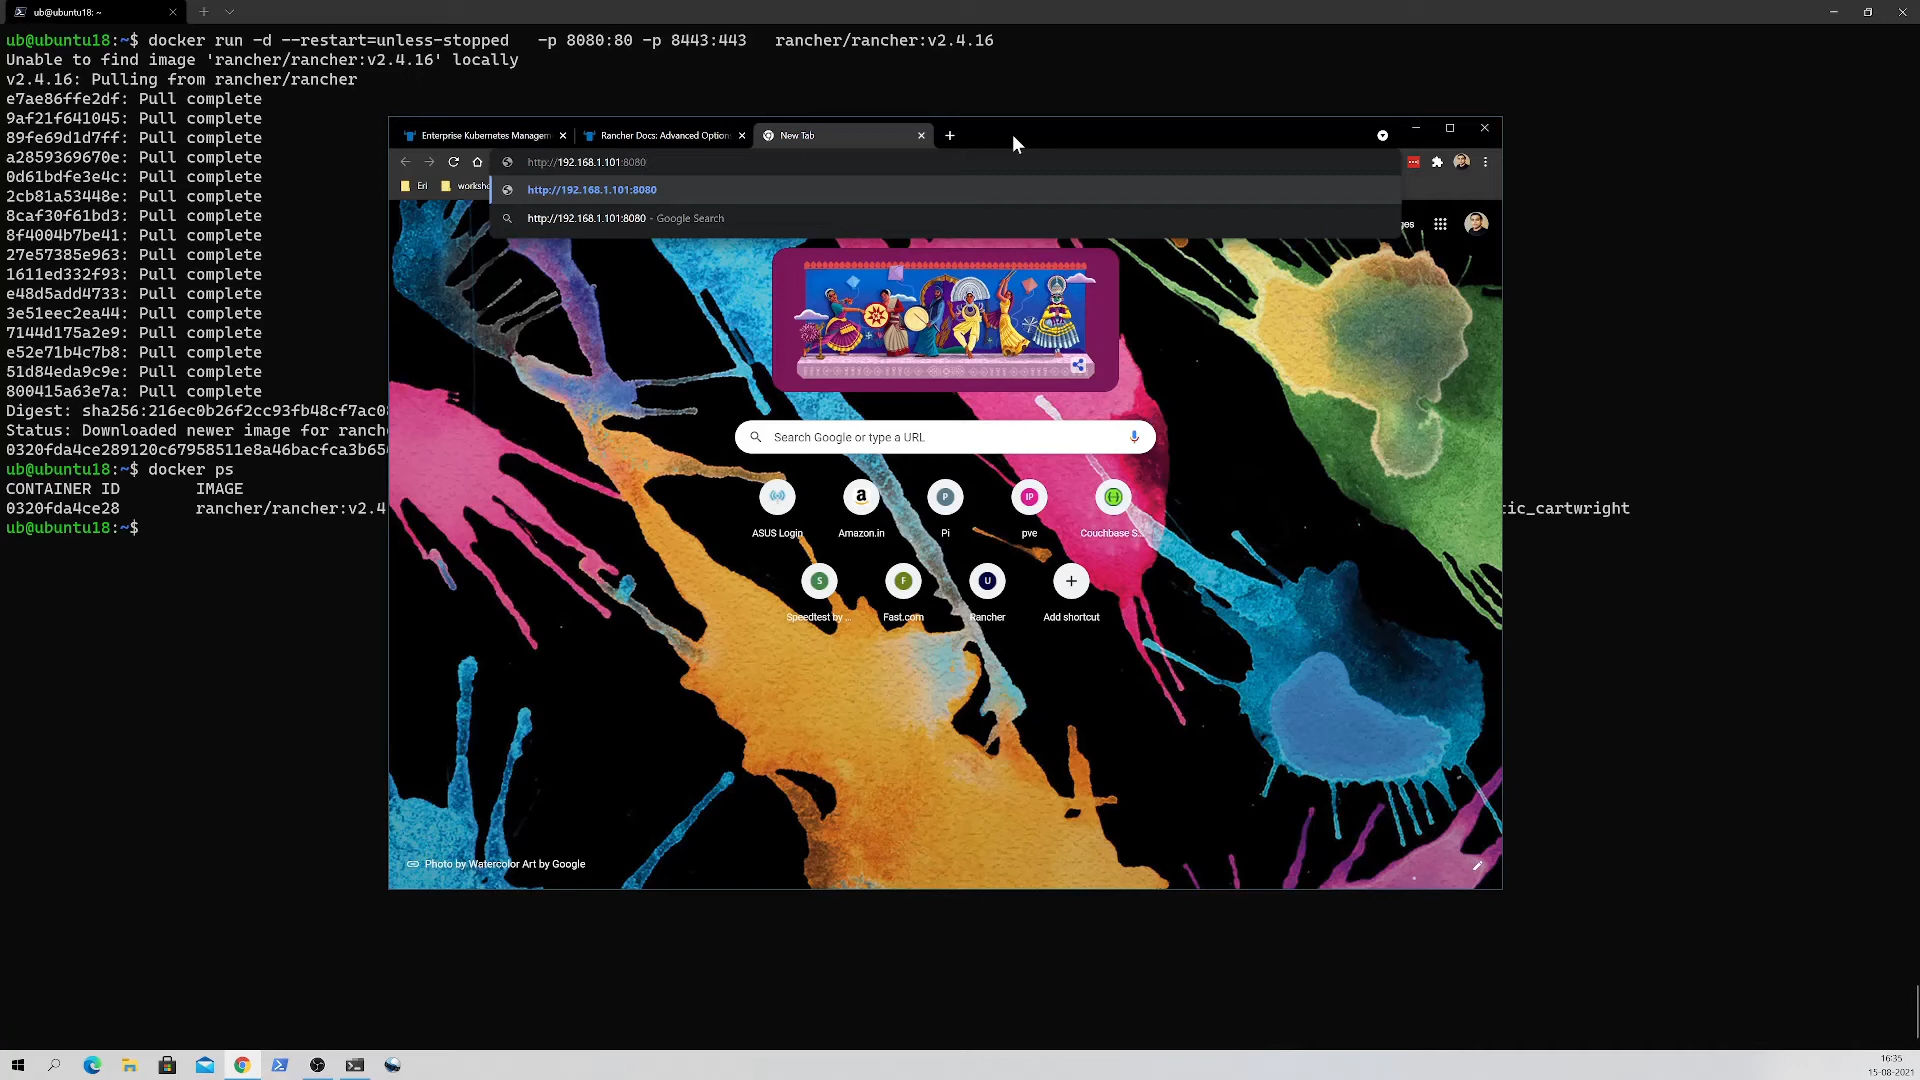 ub@ubuntu18: ~
ub@ubuntu18:~$ docker run -d --restart=unless-stopped   -p 8080:80 -p 8443:443   rancher/rancher:v2.4.16
Unable to find image 'rancher/rancher:v2.4.16' locally
v2.4.16: Pulling from rancher/rancher
e7ae86ffe2df: Pull complete
9af21f641045: Pull complete
89fe69d1d7ff: Pull complete
a2859369670e: Pull complete
0d61bdfe3e4c: Pull complete
2cb81a53448e: Pull complete
8caf30f61bd3: Pull complete
8f4004b7be41: Pull complete
27e57385e963: Pull complete
1611ed332f93: Pull complete
e48d5add4733: Pull complete
3e51eec2ea44: Pull complete
7144d175a2e9: Pull complete
e52e71b4c7b8: Pull complete
51d84eda9c9e: Pull complete
800415a63e7a: Pull complete
Digest: sha256:216ec0b26f2cc93fb48cf7ac0
Status: Downloaded newer image for ranch
0320fda4ce289120c67958511e8a46bacfca3b65
ub@ubuntu18:~$ docker ps
CONTAINER ID        IMAGE
0320fda4ce28        rancher/rancher:v2.4
tic_cartwright
ub@ubuntu18:~$
Enterprise Kubernetes Managem
Rancher Docs: Advanced Option
New Tab
http://192.168.1.101:8080
Eri
worksho
http://192.168.1.101:8080
http://192.168.1.101:8080 - Google Search
ges
Search Google or type a URL
a
P
IP
ASUS Login
Amazon.in
Pi
pve
Couchbase S...
S
F
U
Speedtest by ...
Fast.com
Rancher
Add shortcut
Photo by Watercolor Art by Google
16:35
15-08-2021